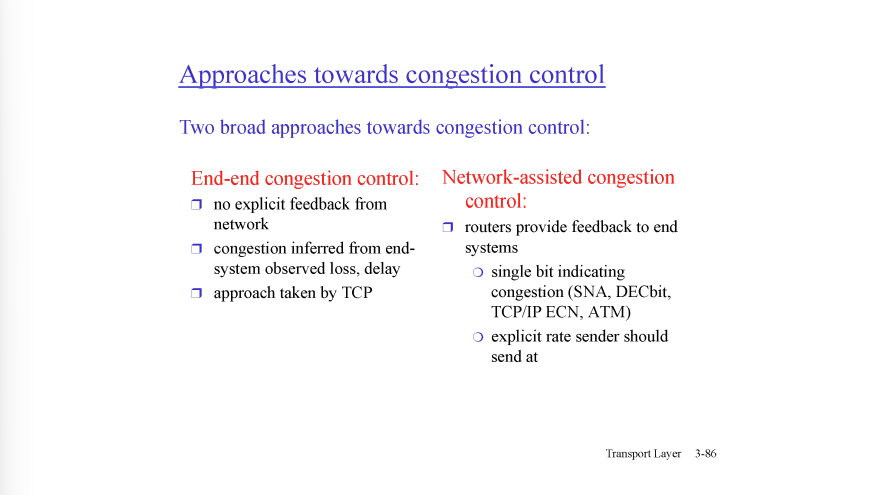 Approaches towards congestion control
Two broad approaches towards congestion control:
End-end congestion control:
no explicit feedback from
network
congestion inferred from end-
system observed loss, delay
approach taken by TCP
Network-assisted congestion
control:
routers provide feedback to end
systems
single bit indicating
congestion (SNA, DECbit,
TCP/IP ECN, ATM)
explicit rate sender should
send at
Transport Layer 3-86